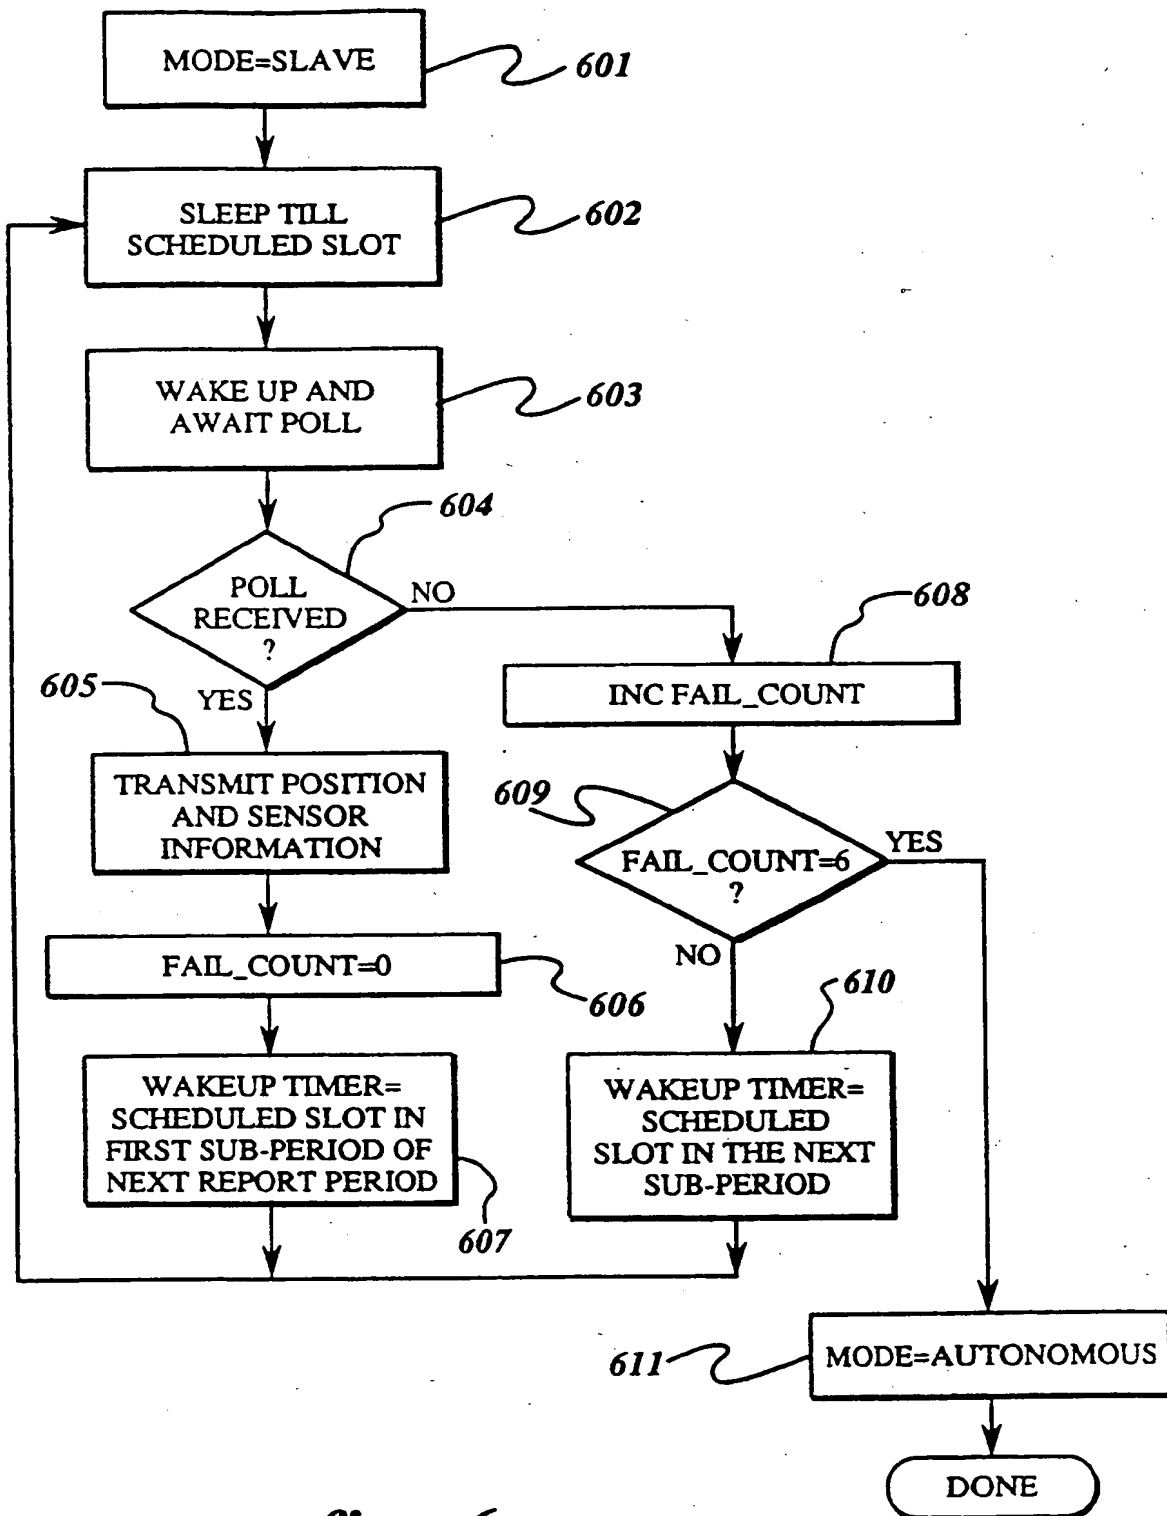 MODE=SLAVE
601
SLEEP TILL
SCHEDULED SLOT
602
WAKE UP AND
AWAIT POLL
603
604
POLL
RECEIVED
?
NO
YES
605
TRANSMIT POSITION
AND SENSOR
INFORMATION
FAIL_COUNT=0
606
WAKEUP TIMER=
SCHEDULED SLOT IN
FIRST SUB-PERIOD OF
NEXT REPORT PERIOD
607
608
INC FAIL_COUNT
609
FAIL_COUNT=6
?
YES
NO
610
WAKEUP TIMER=
SCHEDULED
SLOT IN THE NEXT
SUB-PERIOD
611
MODE=AUTONOMOUS
DONE